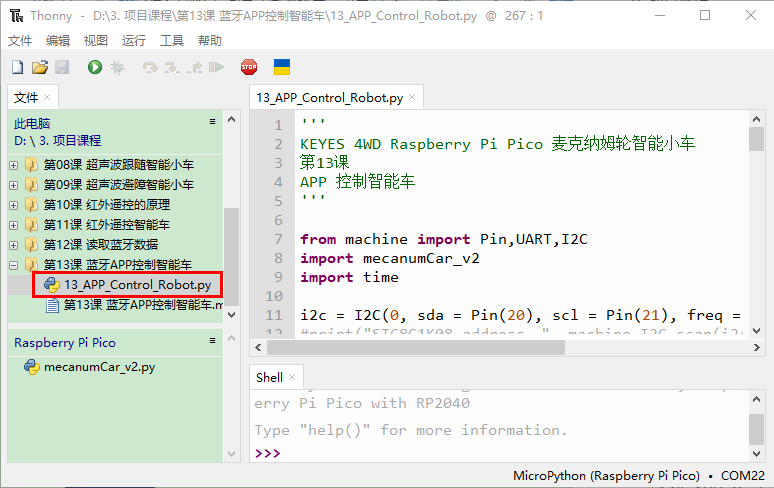 Thonny - D:\3. 项目课程\第13课 蓝牙APP控制智能车\13_APP_Control_Robot.py @ 267 : 1
文件 编辑 视图 运行 工具 帮助
STOP
文件
此电脑
D: \ 3. 项目课程
第08课 超声波跟随智能小车
第09课 超声波避障智能小车
第10课 红外遥控的原理
第11课 红外遥控智能车
第12课 读取蓝牙数据
第13课 蓝牙APP控制智能车
13_APP_Control_Robot.py
第13课 蓝牙APP控制智能车.m
Raspberry Pi Pico
mecanumCar_v2.py
13_APP_Control_Robot.py
1 '''
2 KEYES 4WD Raspberry Pi Pico 麦克纳姆轮智能小车
3 第13课
4 APP 控制智能车
5 '''
6
7 from machine import Pin,UART,I2C
8 import mecanumCar_v2
9 import time
10
11 i2c = I2C(0, sda = Pin(20), scl = Pin(21), freq =
12
Shell
erry Pi Pico with RP2040
Type "help()" for more information.
>>>
MicroPython (Raspberry Pi Pico) • COM22